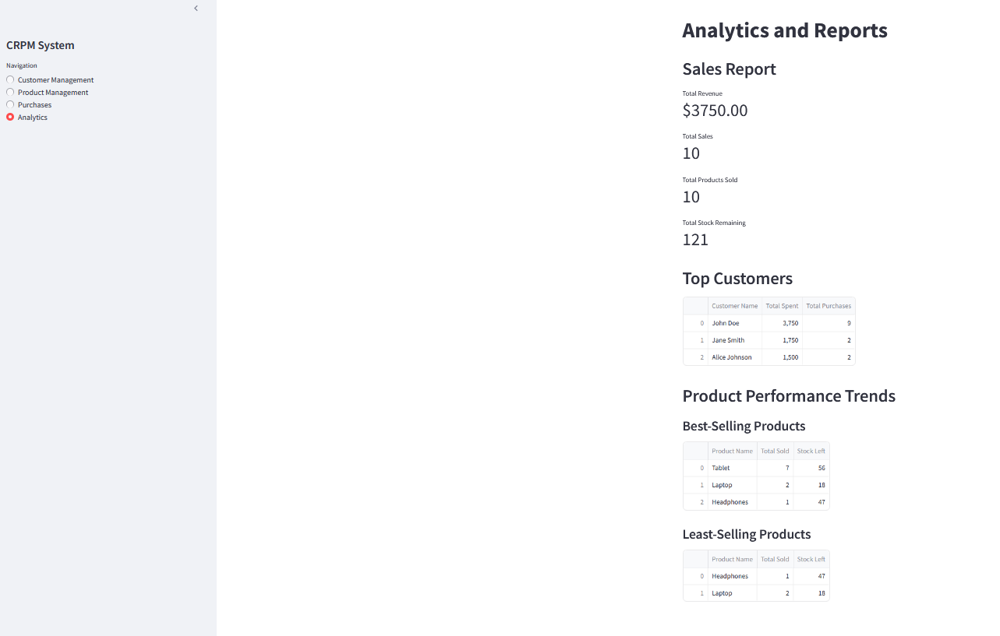 CRPM System
Navigation
Customer Management
Product Management
Purchases
Analytics
Analytics and Reports
Sales Report
Total Revenue
$3750.00
Total Sales
10
Total Products Sold
10
Total Stock Remaining
121
Top Customers
Customer Name Total Spent Total Purchases
0 John Doe 3,750 9
1 Jane Smith 1,750 2
2 Alice Johnson 1,500 2
Product Performance Trends
Best-Selling Products
Product Name Total Sold Stock Left
0 Tablet 7 56
1 Laptop 2 18
2 Headphones 1 47
Least-Selling Products
Product Name Total Sold Stock Left
0 Headphones 1 47
1 Laptop 2 18